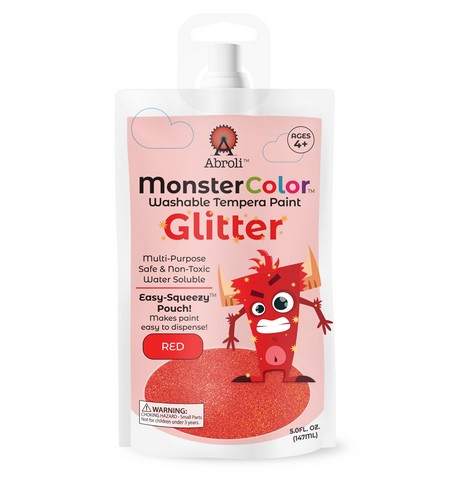 AGES
4+
Abroli™
MonsterColor™
Washable Tempera Paint
Glitter
Multi-Purpose
Safe & Non-Toxic
Water Soluble
Easy-Squeezy™
Pouch!
Makes paint
easy to dispense!
RED
WARNING:
CHOKING HAZARD - Small Parts
Not for children under 3 years.
5.0FL. OZ.
(147ML)